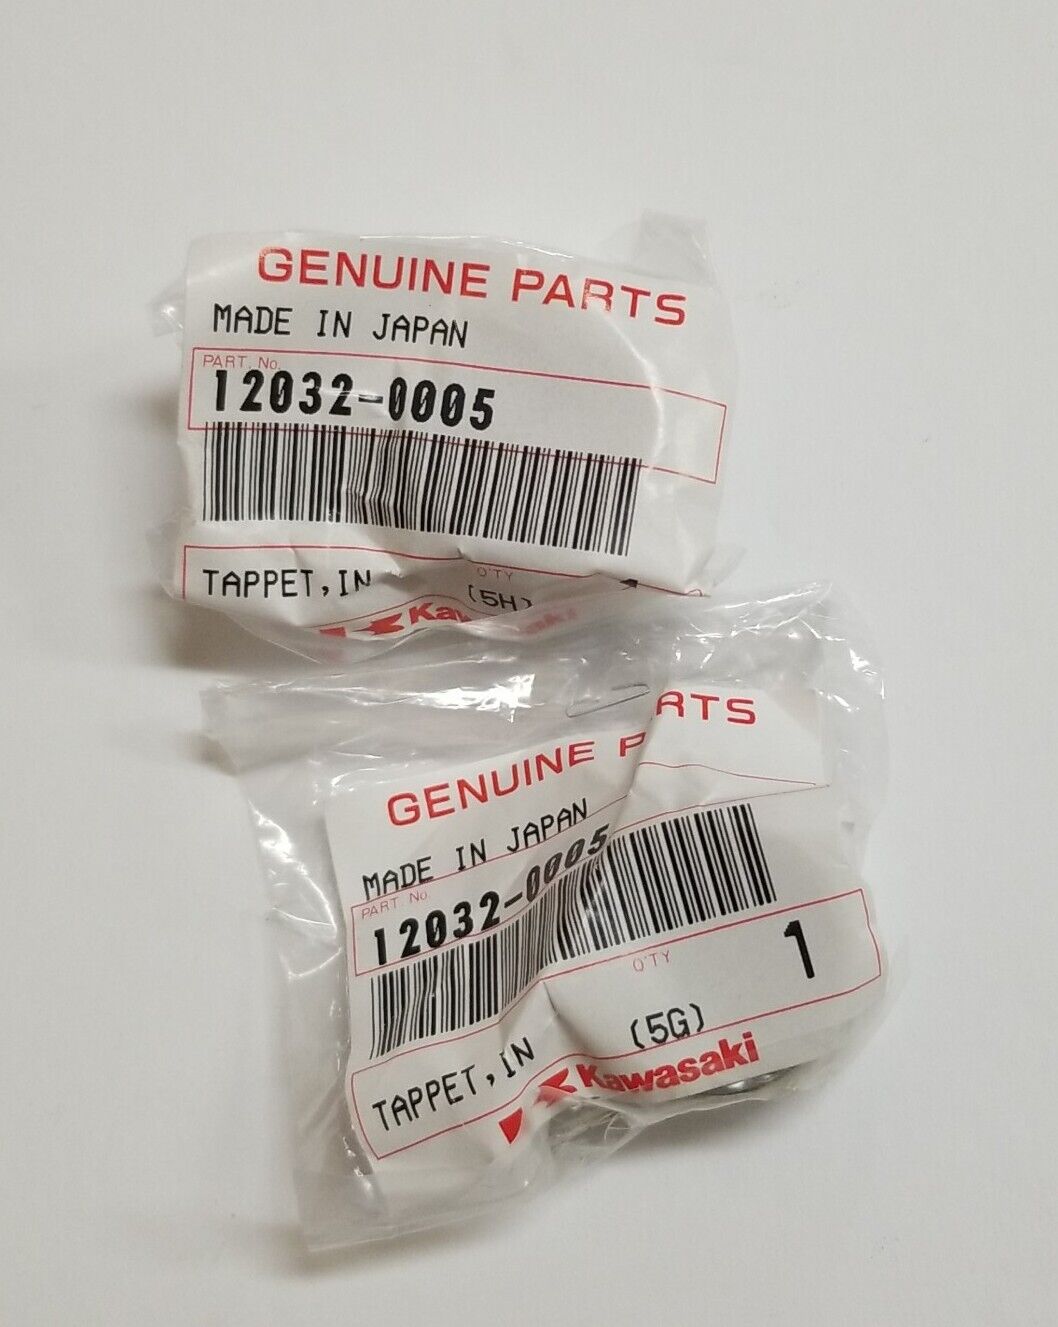 GENUINE PARTS
MADE IN JAPAN
PART. No.
12032-0005
TAPPET, IN
Q'TY
(5H)
Kawasaki
GENUINE PARTS
MADE IN JAPAN
PART. No.
12032-0005
Q'TY
1
TAPPET, IN
(5G)
Kawasaki